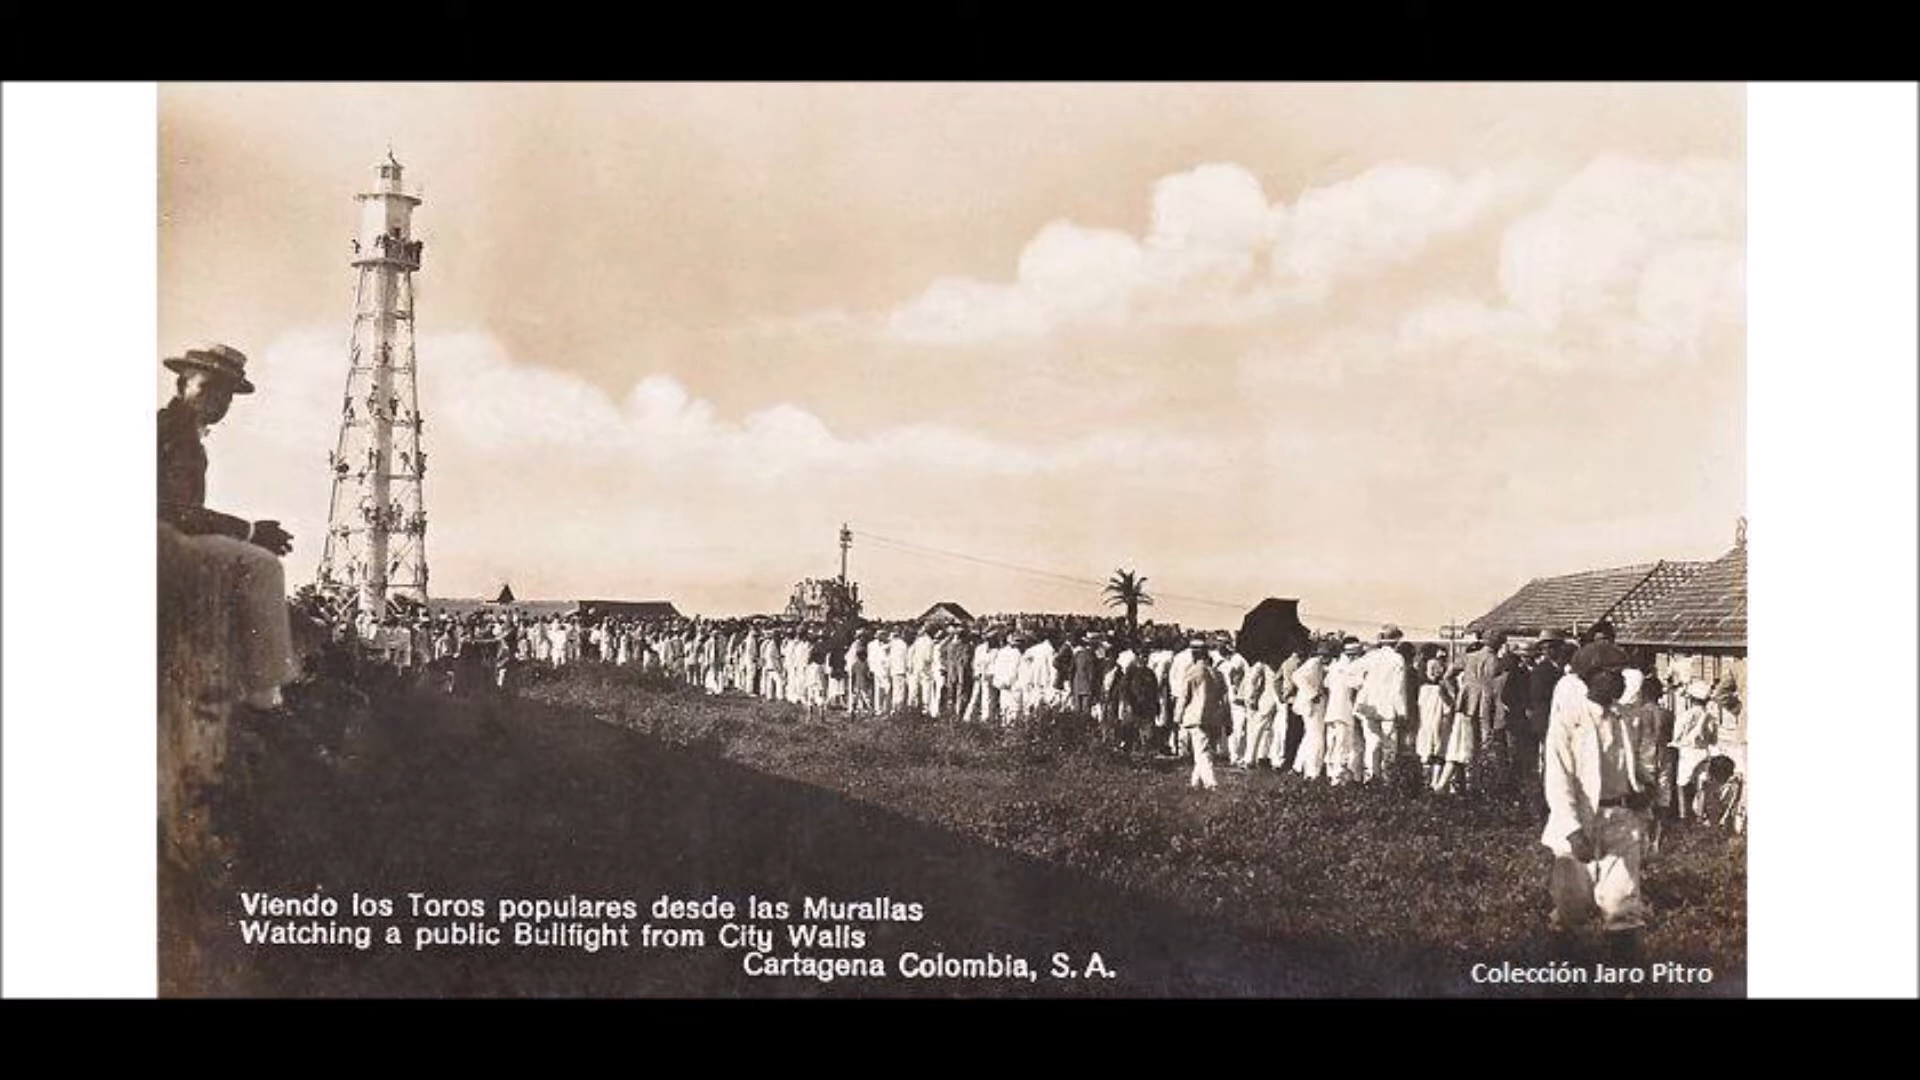 Viendo los Toros populares desde las Murallas
Watching a public Bullfight from City Walls
Cartagena Colombia, S. A.
Colección Jaro Pitro